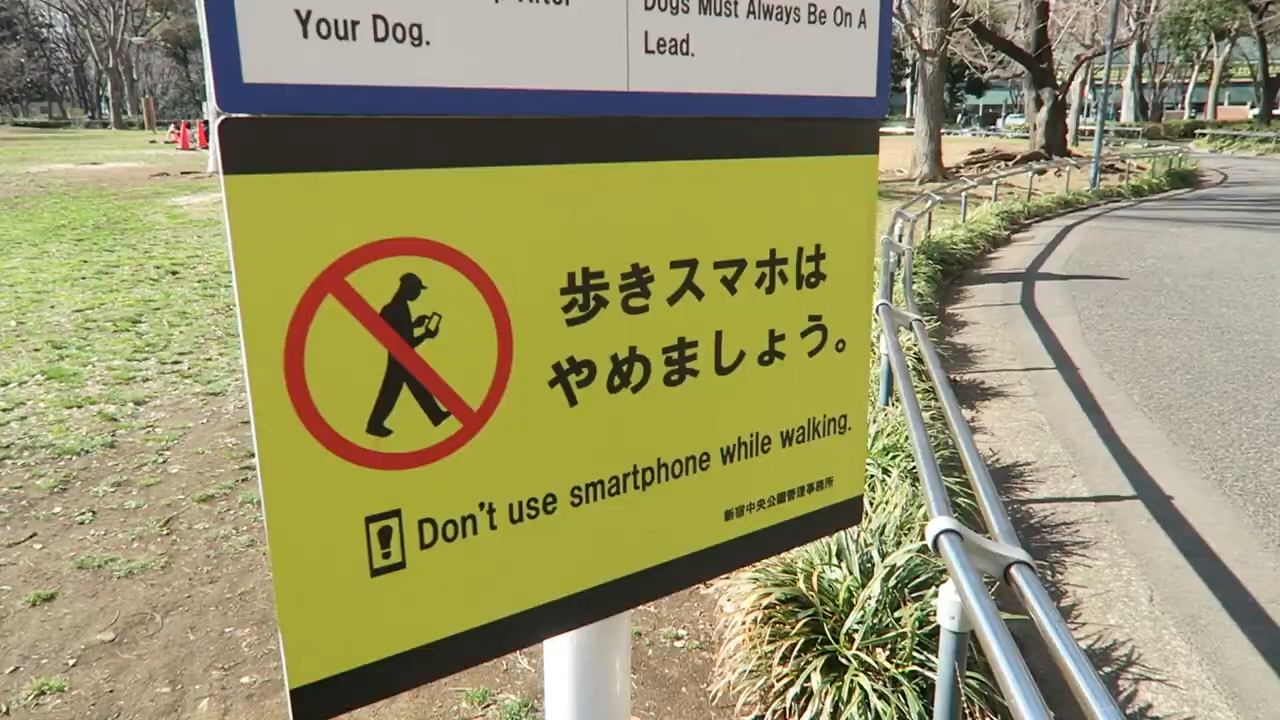 Your Dog.
Dogs Must Always Be On A
Lead.
歩きスマホは
やめましょう。
Don't use smartphone while walking.
新宿中央公園管理事務所